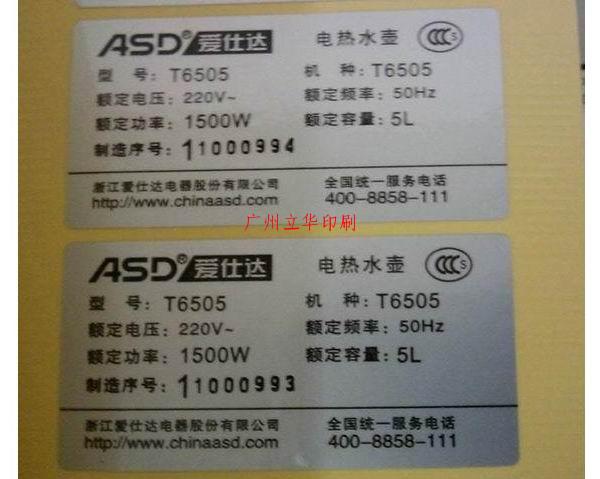 ASD® 爱仕达 电热水壶 CCC S
型 号: T6505 机 种: T6505
额定电压: 220V~ 额定频率: 50Hz
额定功率: 1500W 额定容量: 5L
制造序号: 11000994
浙江爱仕达电器股份有限公司 全国统一服务电话
http://www.chinaasd.com 400-8858-111
广州立华印刷
ASD® 爱仕达 电热水壶 CCC S
型 号: T6505 机 种: T6505
额定电压: 220V~ 额定频率: 50Hz
额定功率: 1500W 额定容量: 5L
制造序号: 11000993
浙江爱仕达电器股份有限公司 全国统一服务电话
http://www.chinaasd.com 400-8858-111